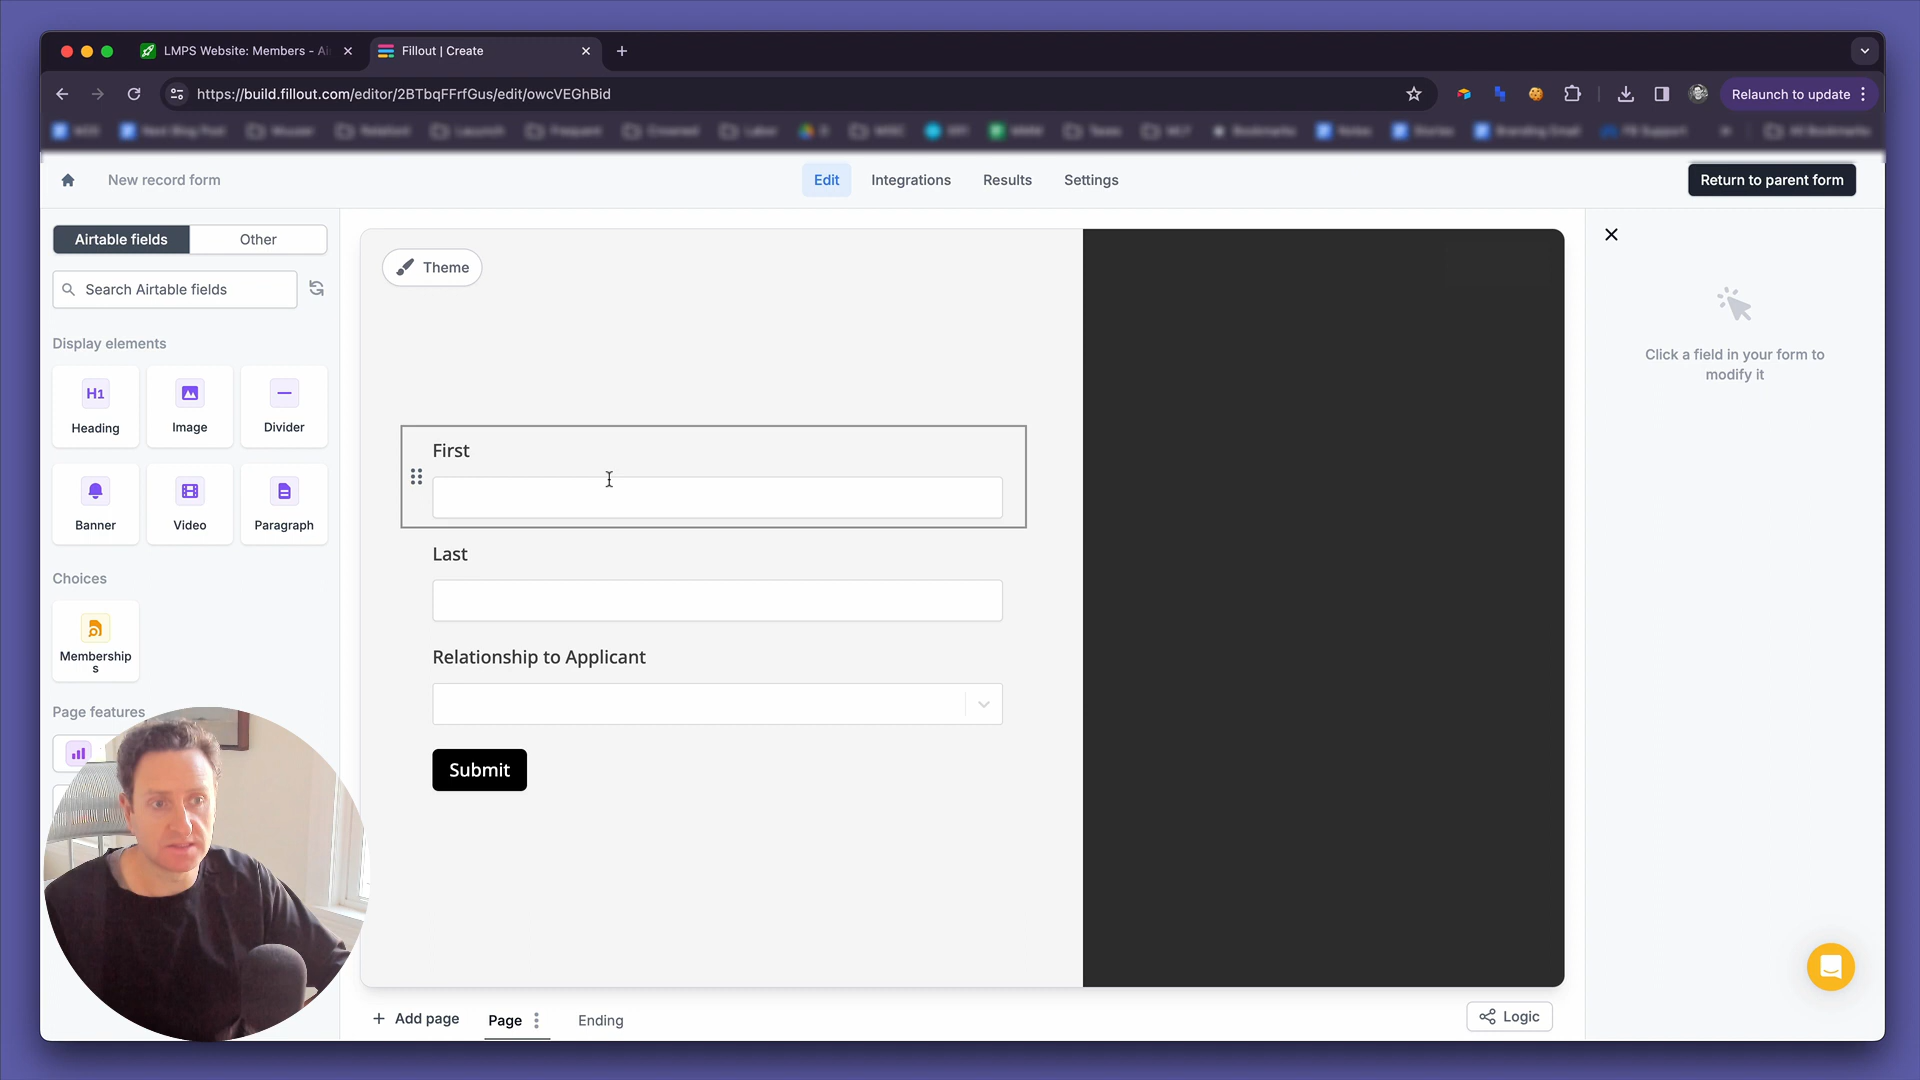 LMPS Website: Members - Ai
Fillout | Create
https://build.fillout.com/editor/2BTbqFFrfGus/edit/owcVEGhBid
Relaunch to update
New record form
Edit
Integrations
Results
Settings
Return to parent form
Airtable fields
Other
Search Airtable fields
Theme
Display elements
H1
Heading
Image
Divider
Banner
Video
Paragraph
Choices
Membership
s
Page features
First
Last
Relationship to Applicant
Submit
Click a field in your form to
modify it
Add page
Page
Ending
Logic